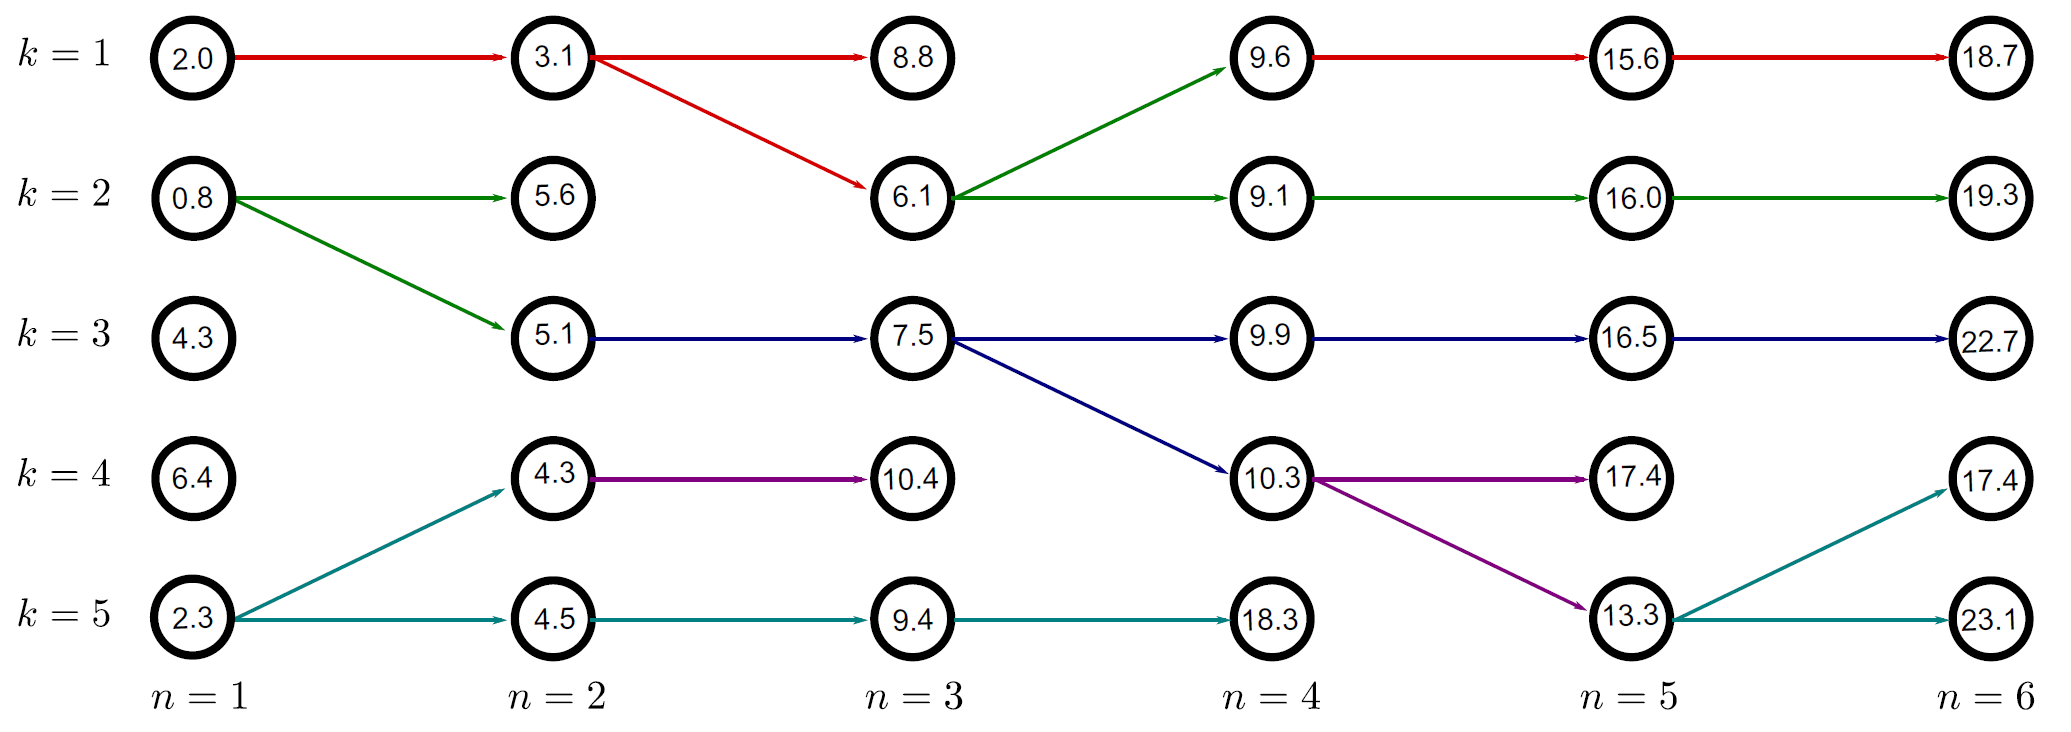 k = 1 2.0 3.1 8.8 9.6 15.6 18.7
k = 2 0.8 5.6 6.1 9.1 16.0 19.3
k = 3 4.3 5.1 7.5 9.9 16.5 22.7
k = 4 6.4 4.3 10.4 10.3 17.4 17.4
k = 5 2.3 4.5 9.4 18.3 13.3 23.1
n = 1 n = 2 n = 3 n = 4 n = 5 n = 6